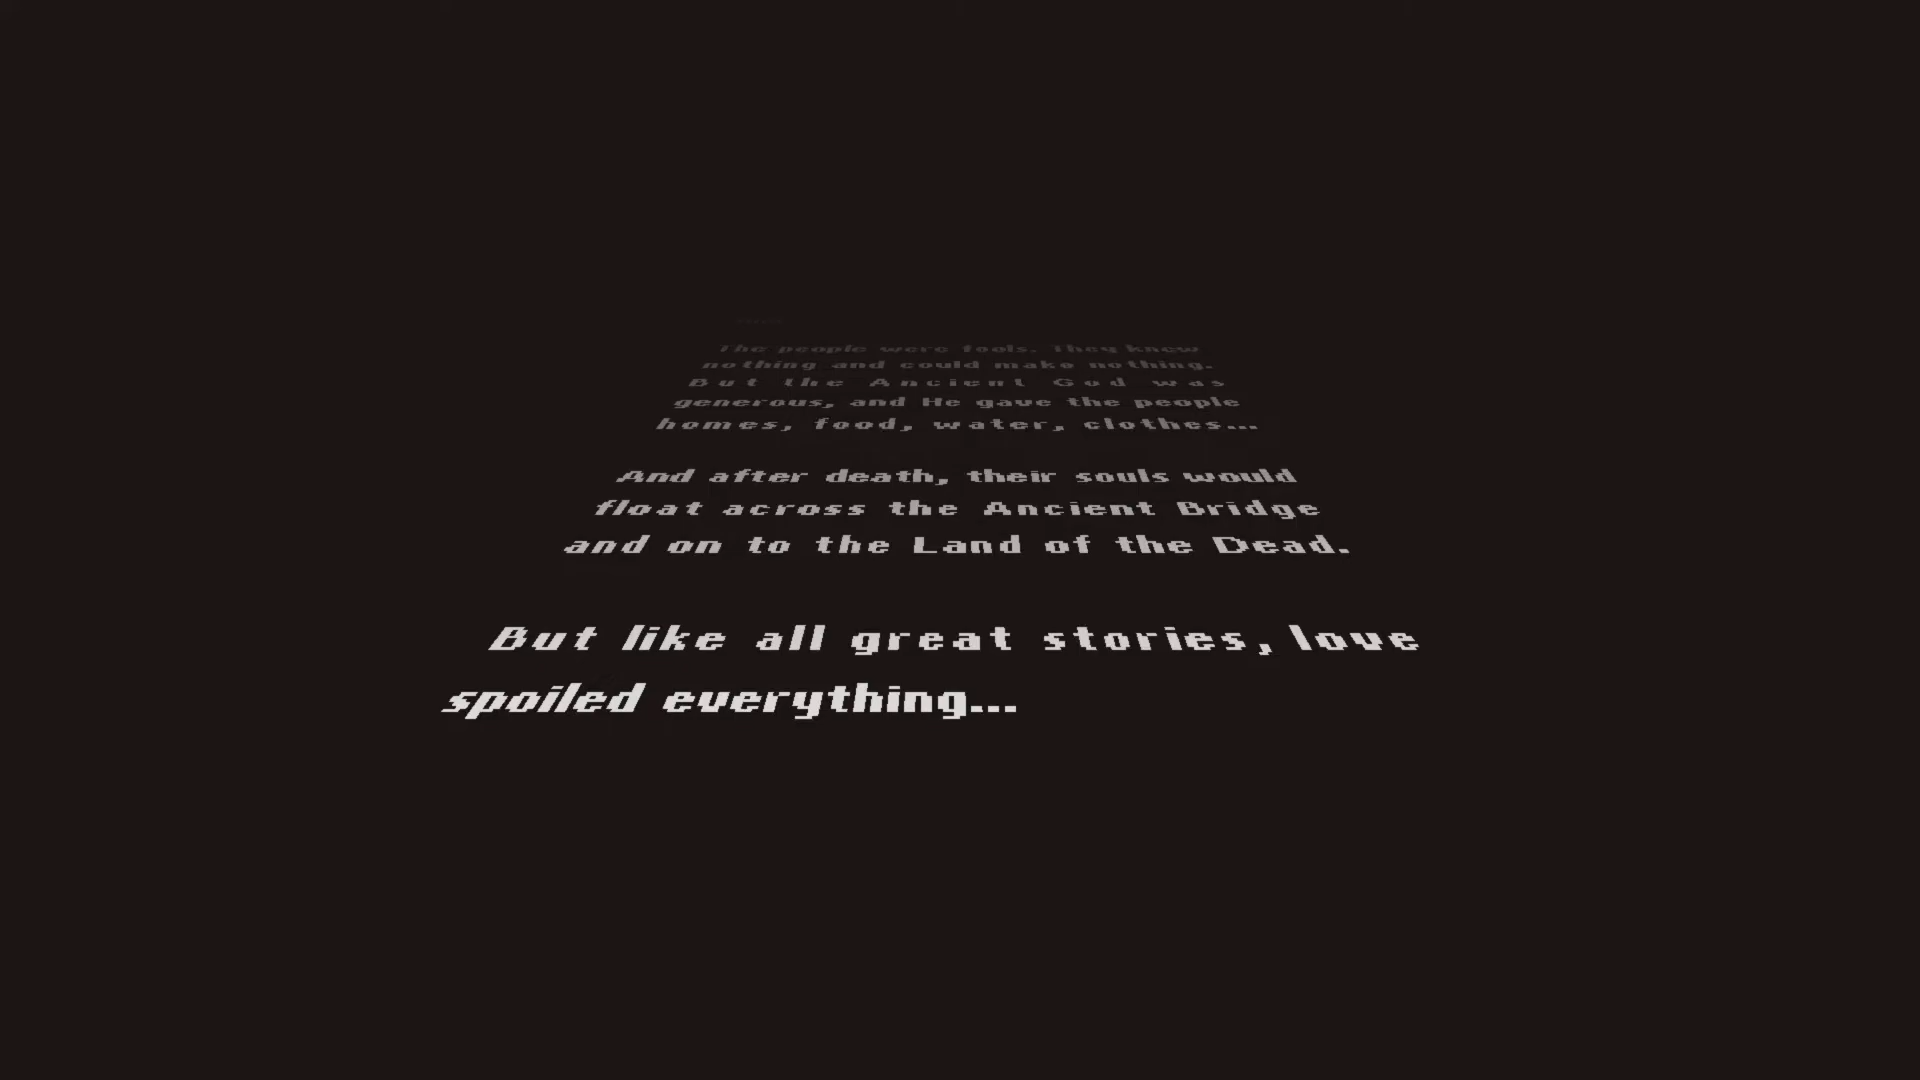 The people were fools. They knew
nothing and could make nothing.
But the Ancient God was
generous, and He gave the people
homes, food, water, clothes...
And after death, their souls would
float across the Ancient Bridge
and on to the Land of the Dead.
But like all great stories, love
spoiled everything...